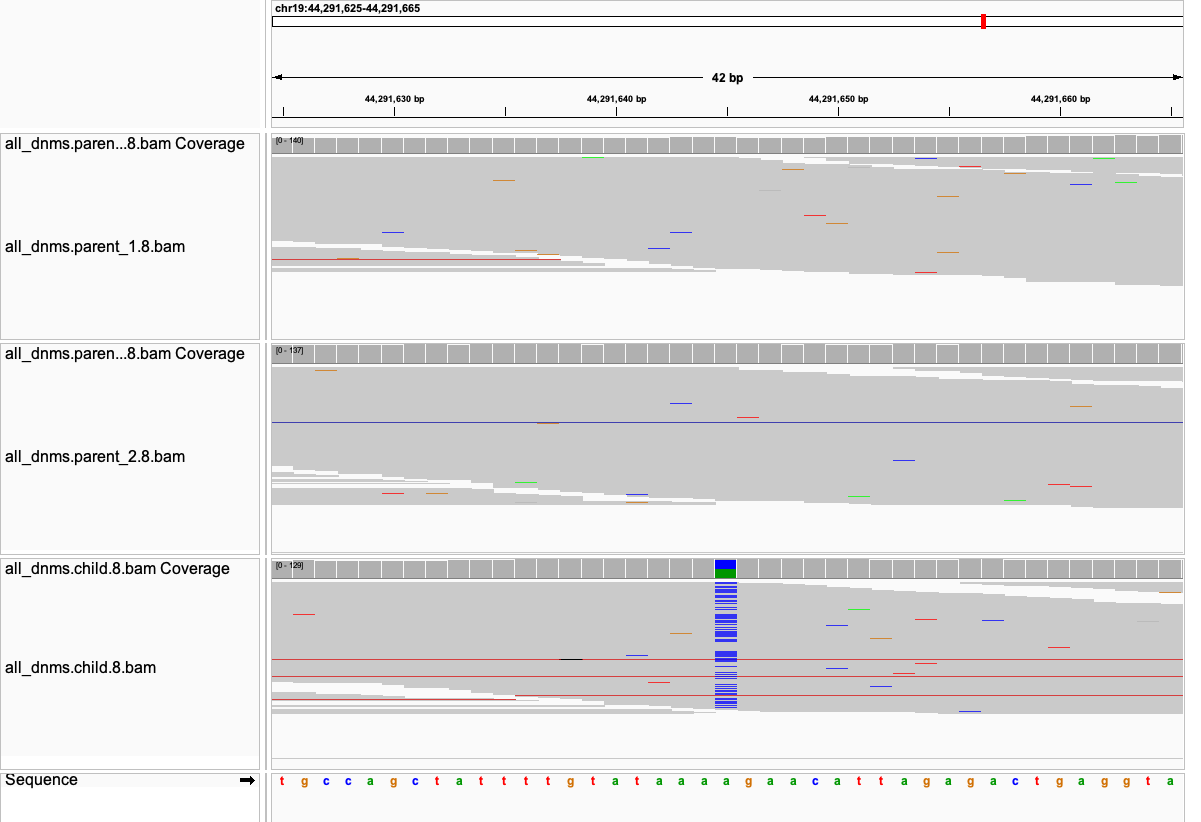 chr19:44,291,625-44,291,665
42 bp
44,291,630 bp 44,291,640 bp 44,291,650 bp 44,291,660 bp
all_dnms.paren...8.bam Coverage
[0 - 140]
all_dnms.parent_1.8.bam
all_dnms.paren...8.bam Coverage
[0 - 137]
all_dnms.parent_2.8.bam
all_dnms.child.8.bam Coverage
[0 - 129]
all_dnms.child.8.bam
Sequence
t g c c a g c t a t t t t g t a t a a a a g a a c a t t a g a g a c t g a g g t a